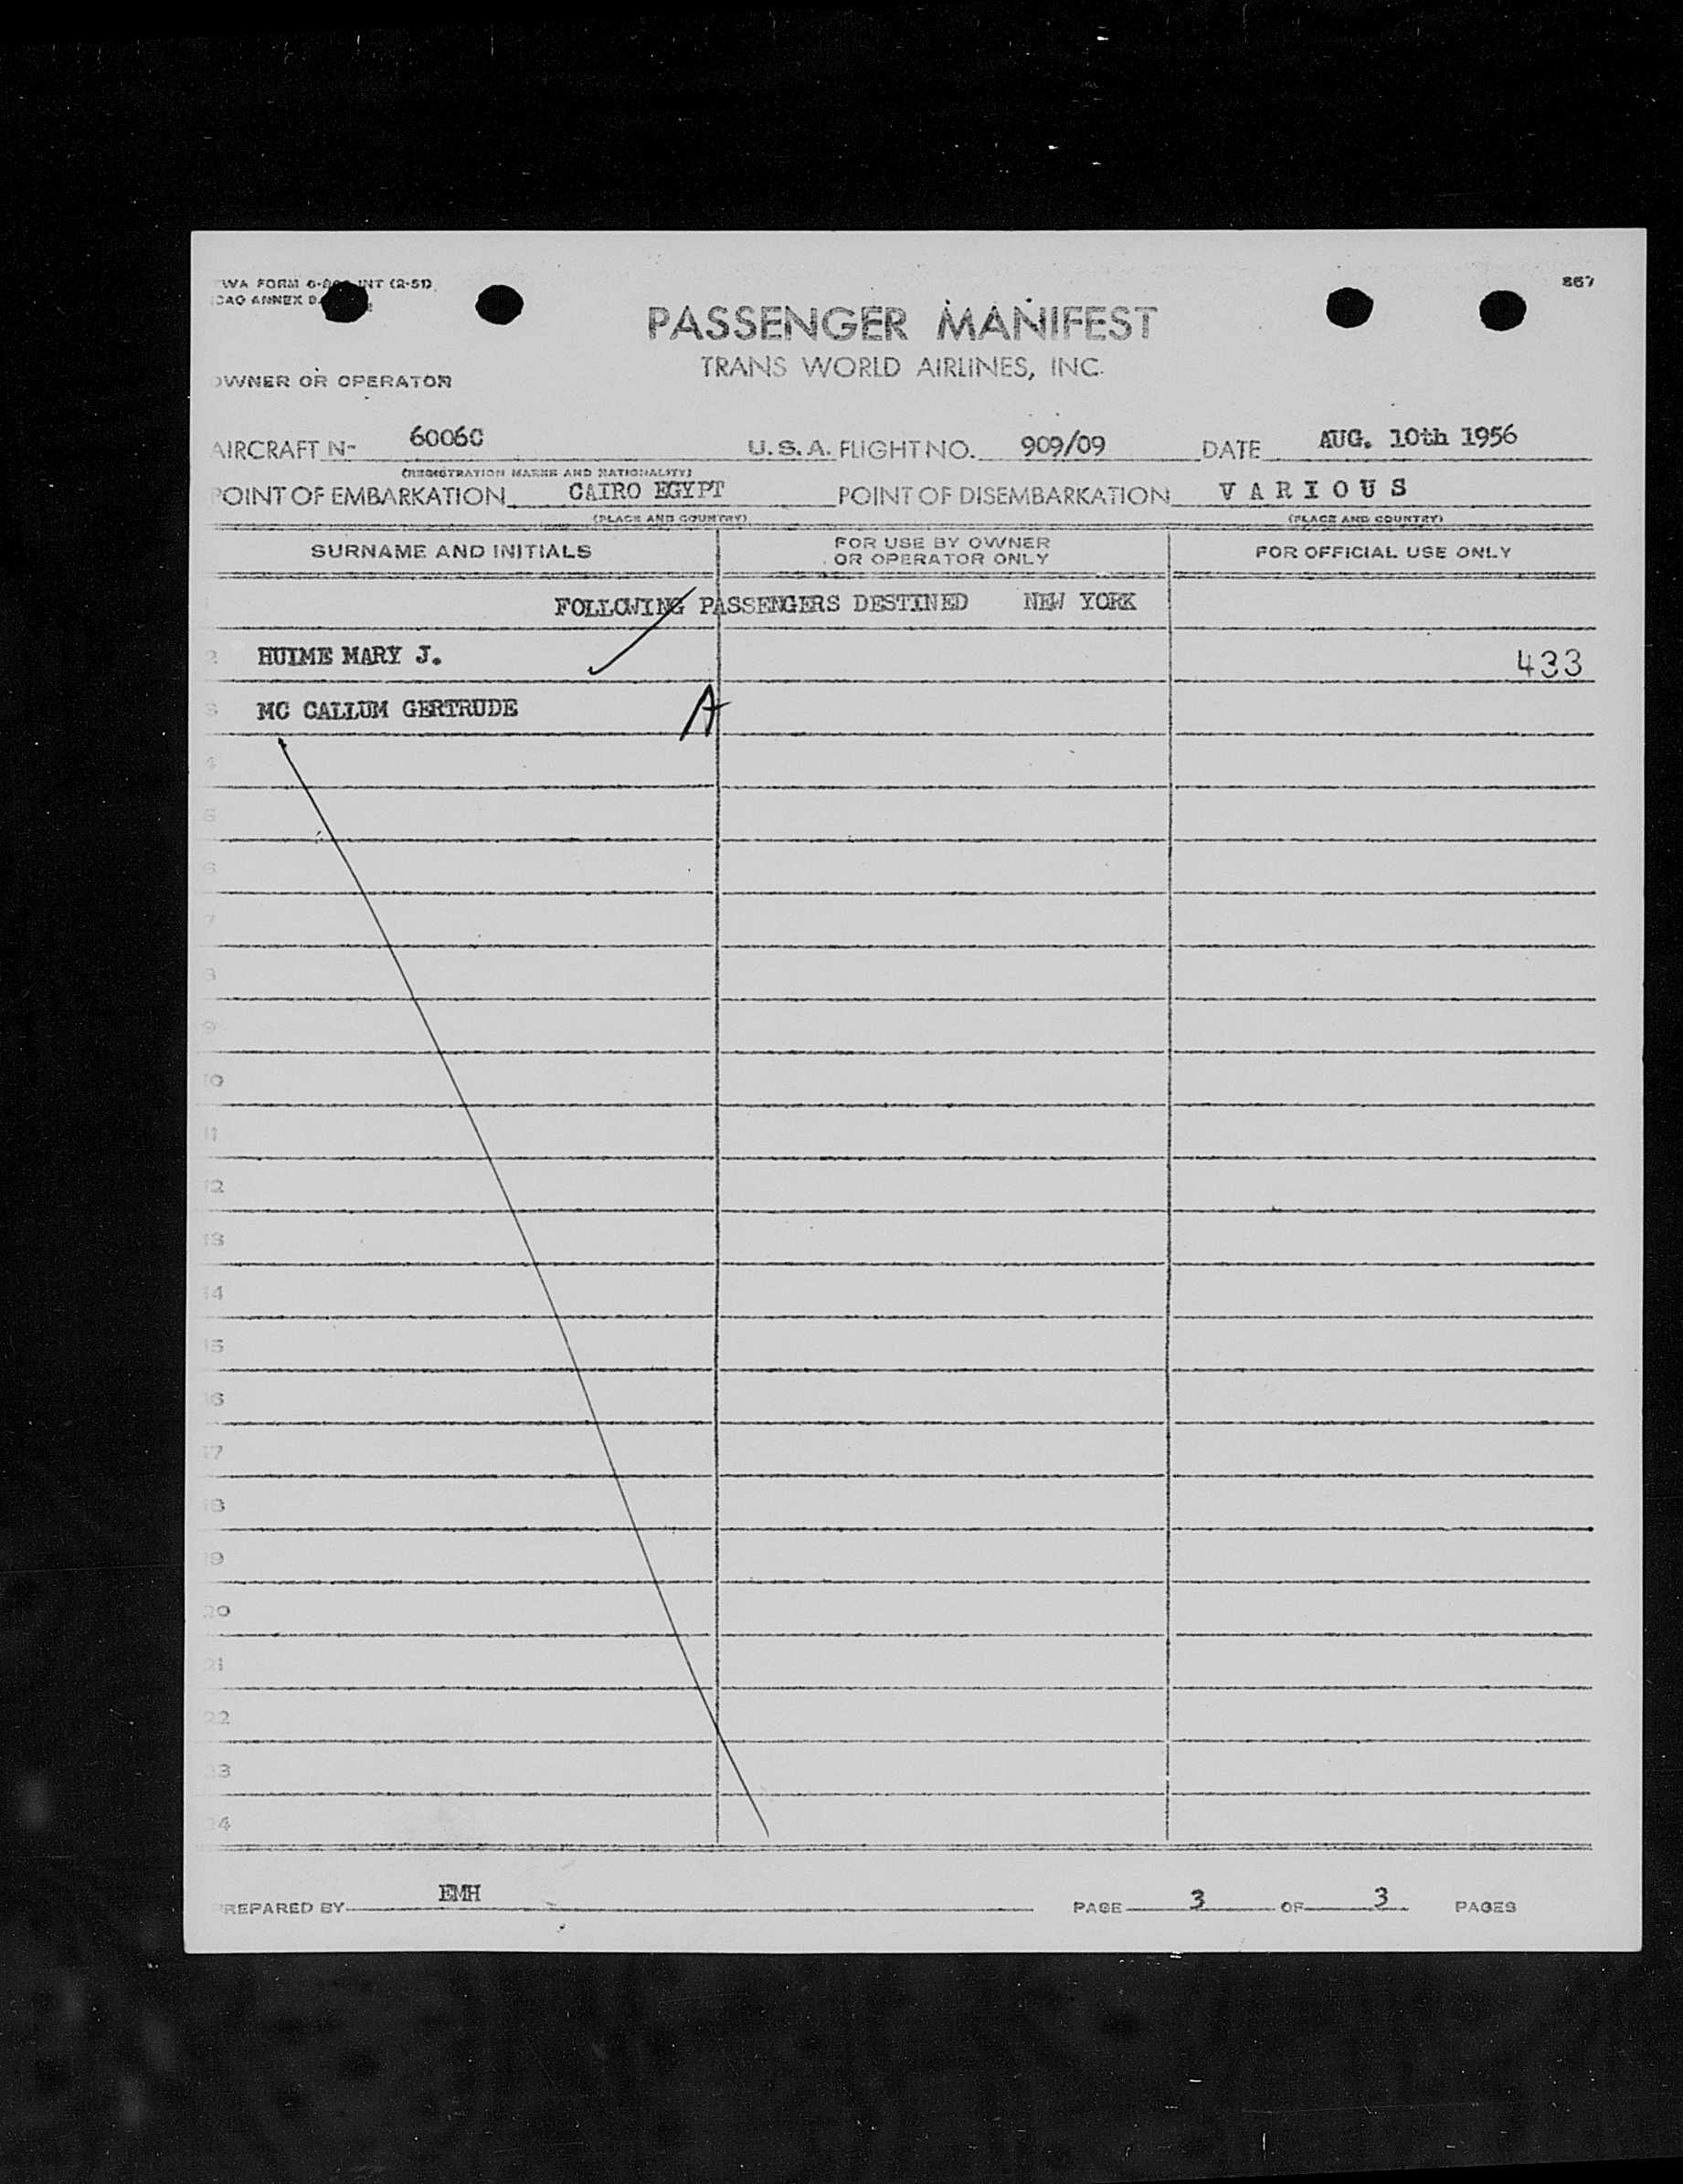 TWA FORM INT (2-51)
ICAO ANNEX
867
PASSENGER MANIFEST
TRANS WORLD AIRLINES, INC.
OWNER OR OPERATOR
AIRCRAFT N- 6006C U.S.A. FLIGHT NO. 909/09 DATE AUG. 10th 1956
(REGISTRATION MARKS AND NATIONALITY)
POINT OF EMBARKATION CAIRO EGYPT POINT OF DISEMBARKATION V A R I O U S
(PLACE AND COUNTRY) (PLACE AND COUNTRY)
SURNAME AND INITIALS FOR USE BY OWNER OR OPERATOR ONLY FOR OFFICIAL USE ONLY
1 FOLLOWING PASSENGERS DESTINED NEW YORK
2 HUIME MARY J. 433
3 MC CALLUM GERTRUDE A
4
5
6
7
8
9
10
11
12
13
14
15
16
17
18
19
20
21
22
23
24
PREPARED BY EMH PAGE 3 OF 3 PAGES